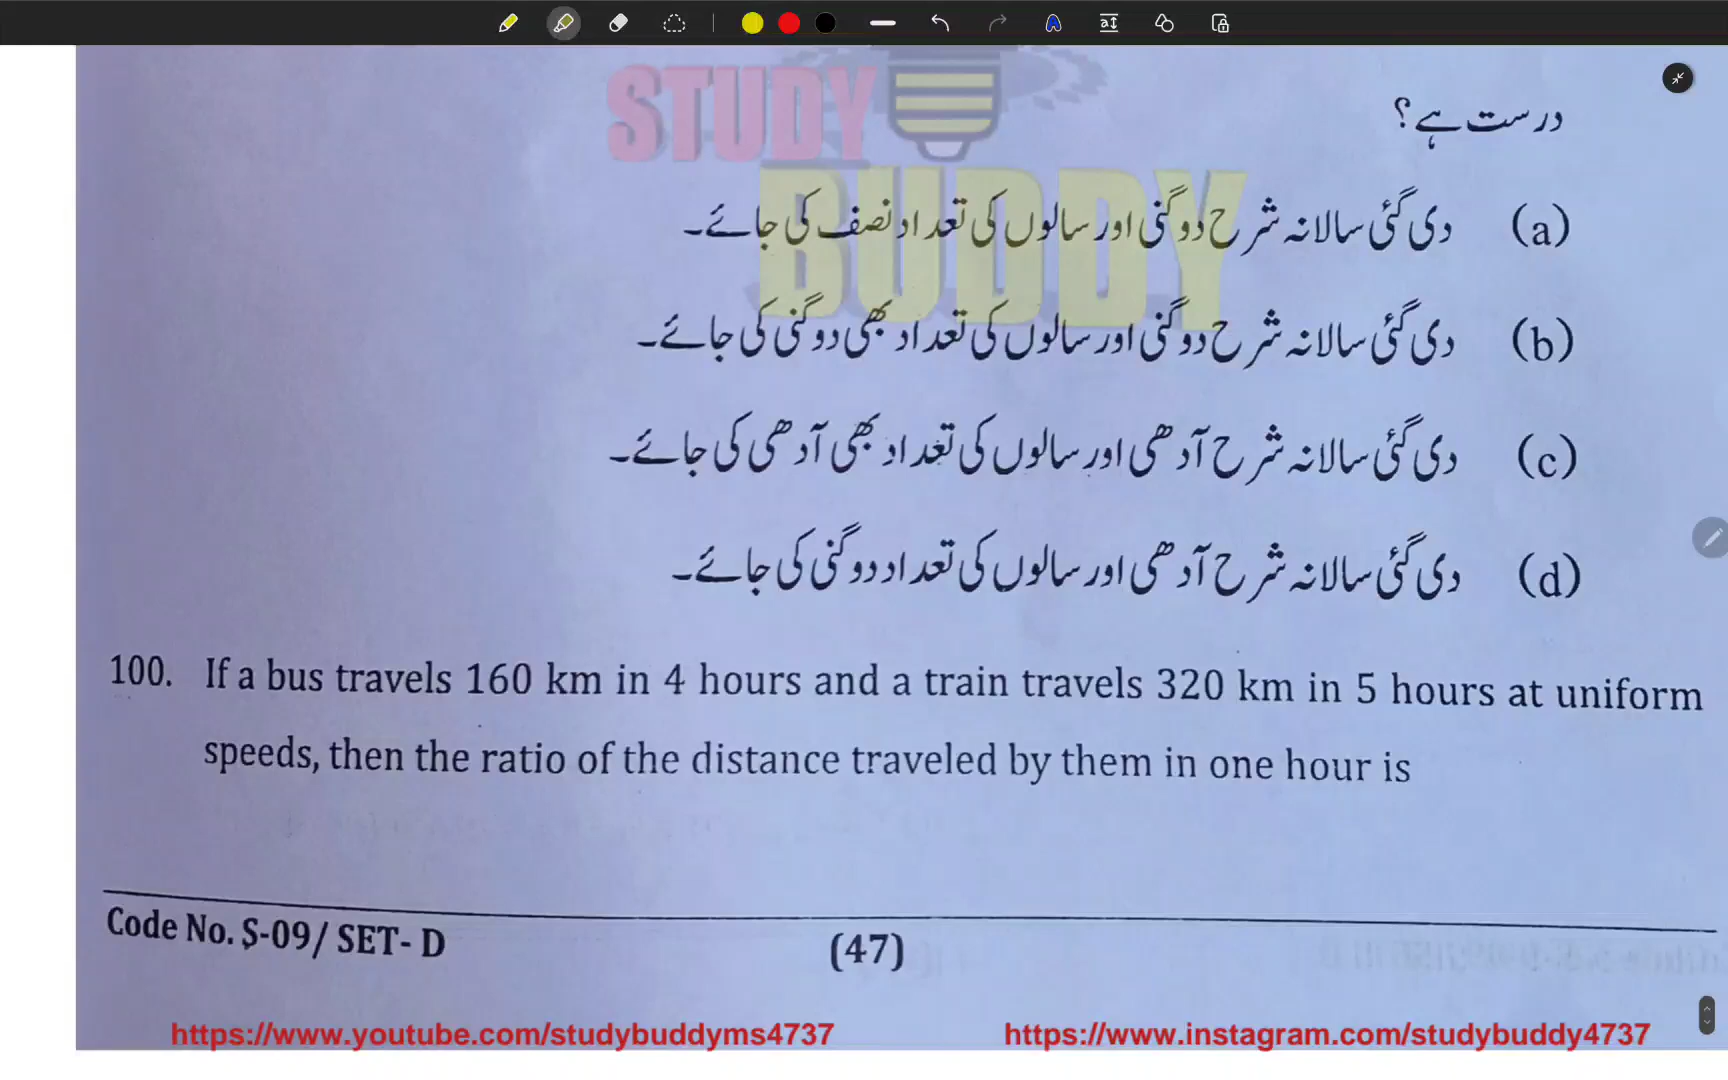 STUDY
BUDDY
درست ہے؟
(a) دی گئی سالانہ شرح دوگنی اور سالوں کی تعداد نصف کی جائے۔
(b) دی گئی سالانہ شرح دوگنی اور سالوں کی تعداد بھی دوگنی کی جائے۔
(c) دی گئی سالانہ شرح آدھی اور سالوں کی تعداد بھی آدھی کی جائے۔
(d) دی گئی سالانہ شرح آدھی اور سالوں کی تعداد دوگنی کی جائے۔
100. If a bus travels 160 km in 4 hours and a train travels 320 km in 5 hours at uniform
speeds, then the ratio of the distance traveled by them in one hour is
Code No. S-09/ SET- D (47)
https://www.youtube.com/studybuddyms4737 https://www.instagram.com/studybuddy4737